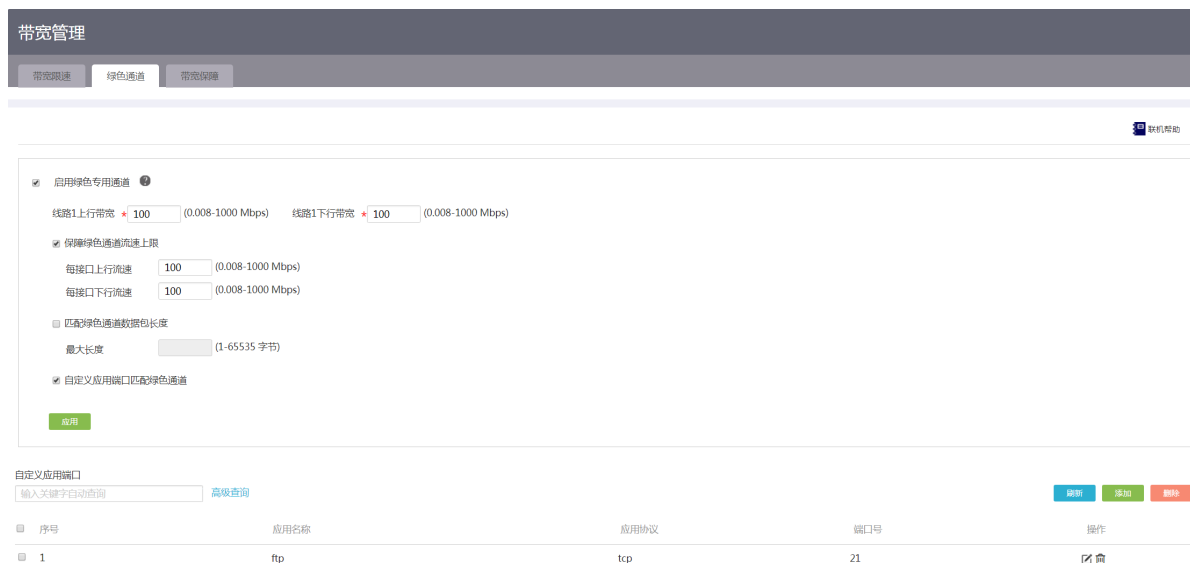 带宽管理
带宽限速 绿色通道 带宽保障
联机帮助
启用绿色专用通道 ?
线路1上行带宽 * 100 (0.008-1000 Mbps) 线路1下行带宽 * 100 (0.008-1000 Mbps)
保障绿色通道流速上限
每接口上行流速 100 (0.008-1000 Mbps)
每接口下行流速 100 (0.008-1000 Mbps)
匹配绿色通道数据包长度
最大长度 (1-65535 字节)
自定义应用端口匹配绿色通道
应用
自定义应用端口
输入关键字自动查询 高级查询 刷新 添加 删除
序号 应用名称 应用协议 端口号 操作
1 ftp tcp 21